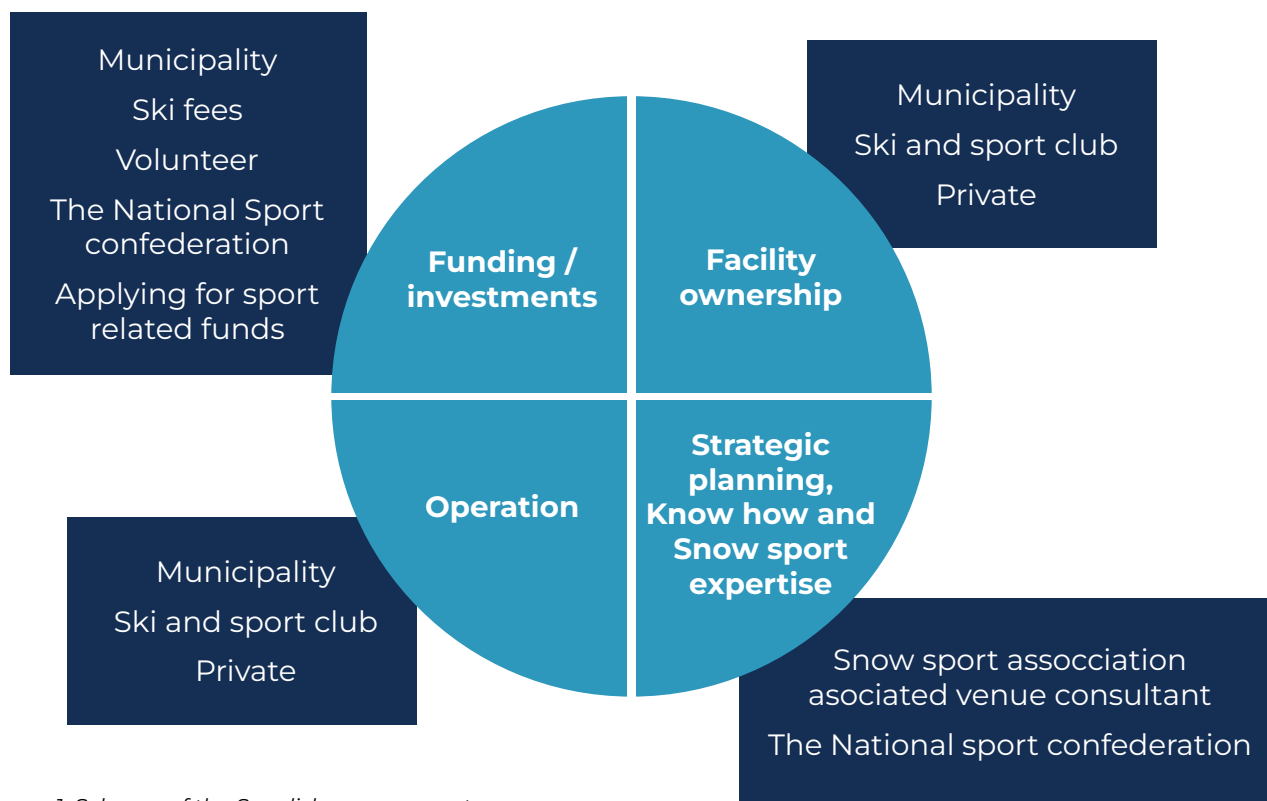 Municipality
Ski fees
Volunteer
The National Sport
confederation
Applying for sport
related funds
Municipality
Ski and sport club
Private
Funding /
investments
Facility
ownership
Operation
Strategic
planning,
Know how and
Snow sport
expertise
Municipality
Ski and sport club
Private
Snow sport assocciation
asociated venue consultant
The National sport confederation